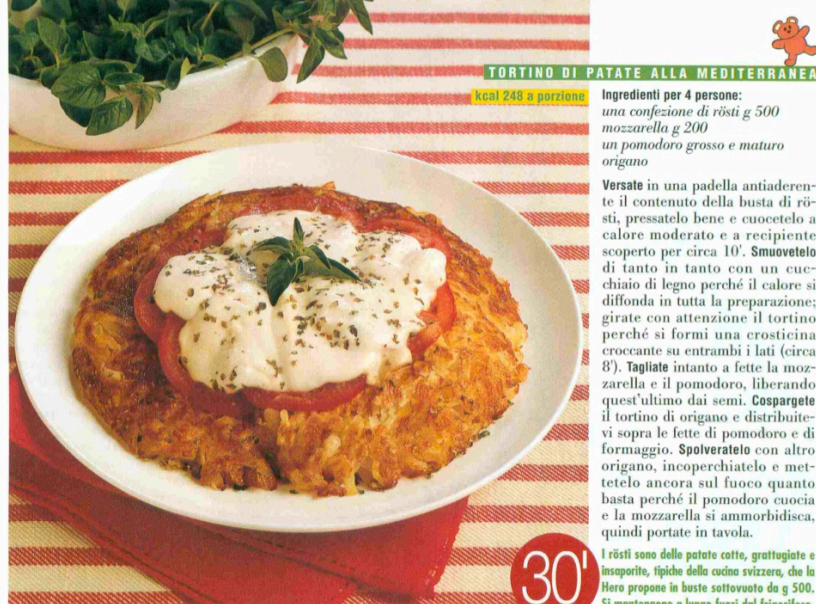 TORTINO DI PATATE ALLA MEDITERRANEA
kcal 248 a porzione
Ingredienti per 4 persone:
una confezione di rösti g 500
mozzarella g 200
un pomodoro grosso e maturo
origano
Versate in una padella antiaderen-
te il contenuto della busta di rö-
sti, pressatelo bene e cuocetelo a
calore moderato e a recipiente
scoperto per circa 10'. Smuovetelo
di tanto in tanto con un cuc-
chiaio di legno perché il calore si
diffonda in tutta la preparazione;
girate con attenzione il tortino
perché si formi una crosticina
croccante su entrambi i lati (circa
8'). Tagliate intanto a fette la moz-
zarella e il pomodoro, liberando
quest'ultimo dai semi. Cospargete
il tortino di origano e distribuite-
vi sopra le fette di pomodoro e di
formaggio. Spolveratelo con altro
origano, incoperchiatelo e met-
tetelo ancora sul fuoco quanto
basta perché il pomodoro cuocia
e la mozzarella si ammorbidisca,
quindi portate in tavola.
30'
I rösti sono delle patate cotte, grattugiate e
insaporite, tipiche della cucina svizzera, che la
Hero propone in buste sottovuoto da g 500.
Si mantengono a lungo fuori dal frigorifero.